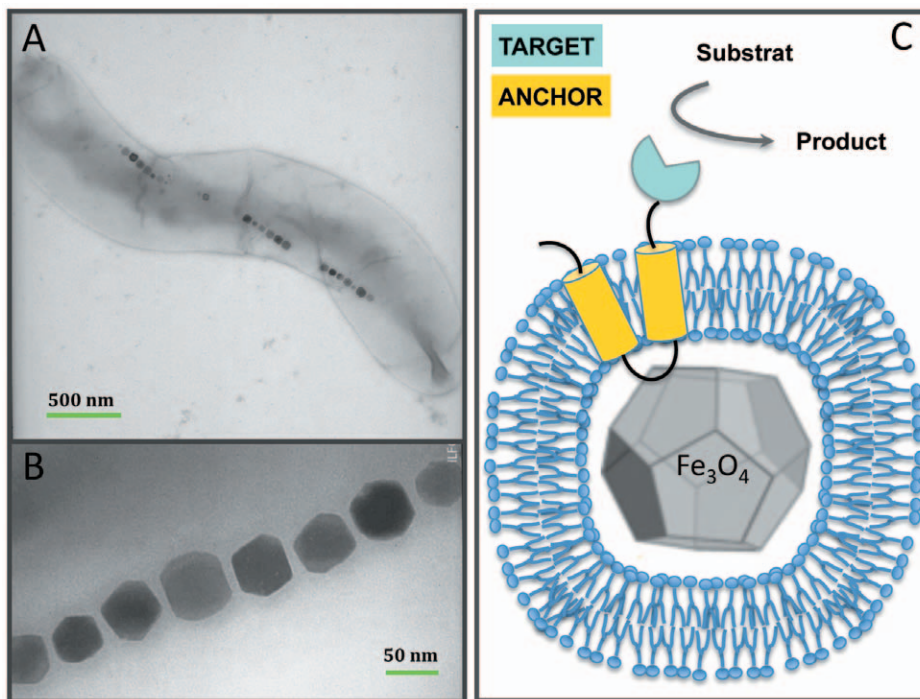 A
500 nm
B
50 nm
C
TARGET
ANCHOR
Substrat
Product
Fe₃O₄